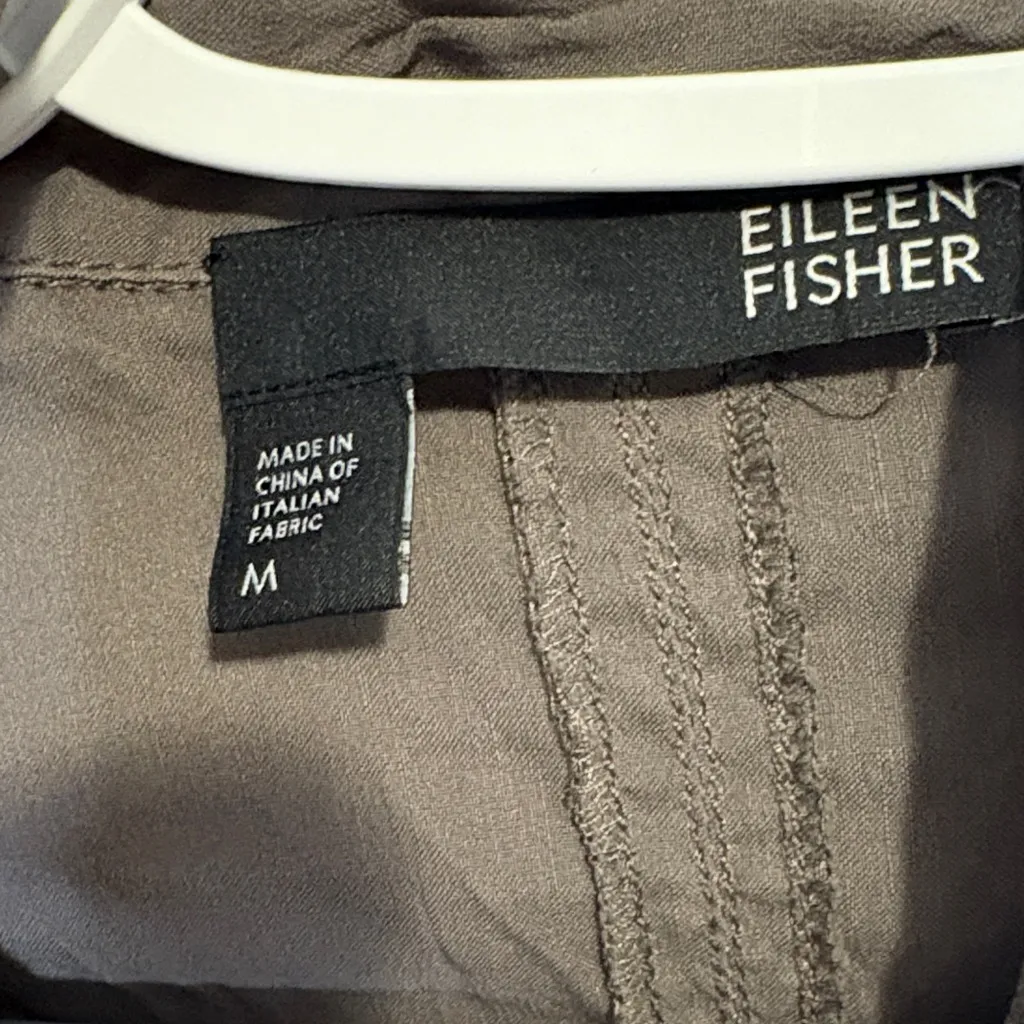 EILEEN
FISHER
MADE IN
CHINA OF
ITALIAN
FABRIC
M